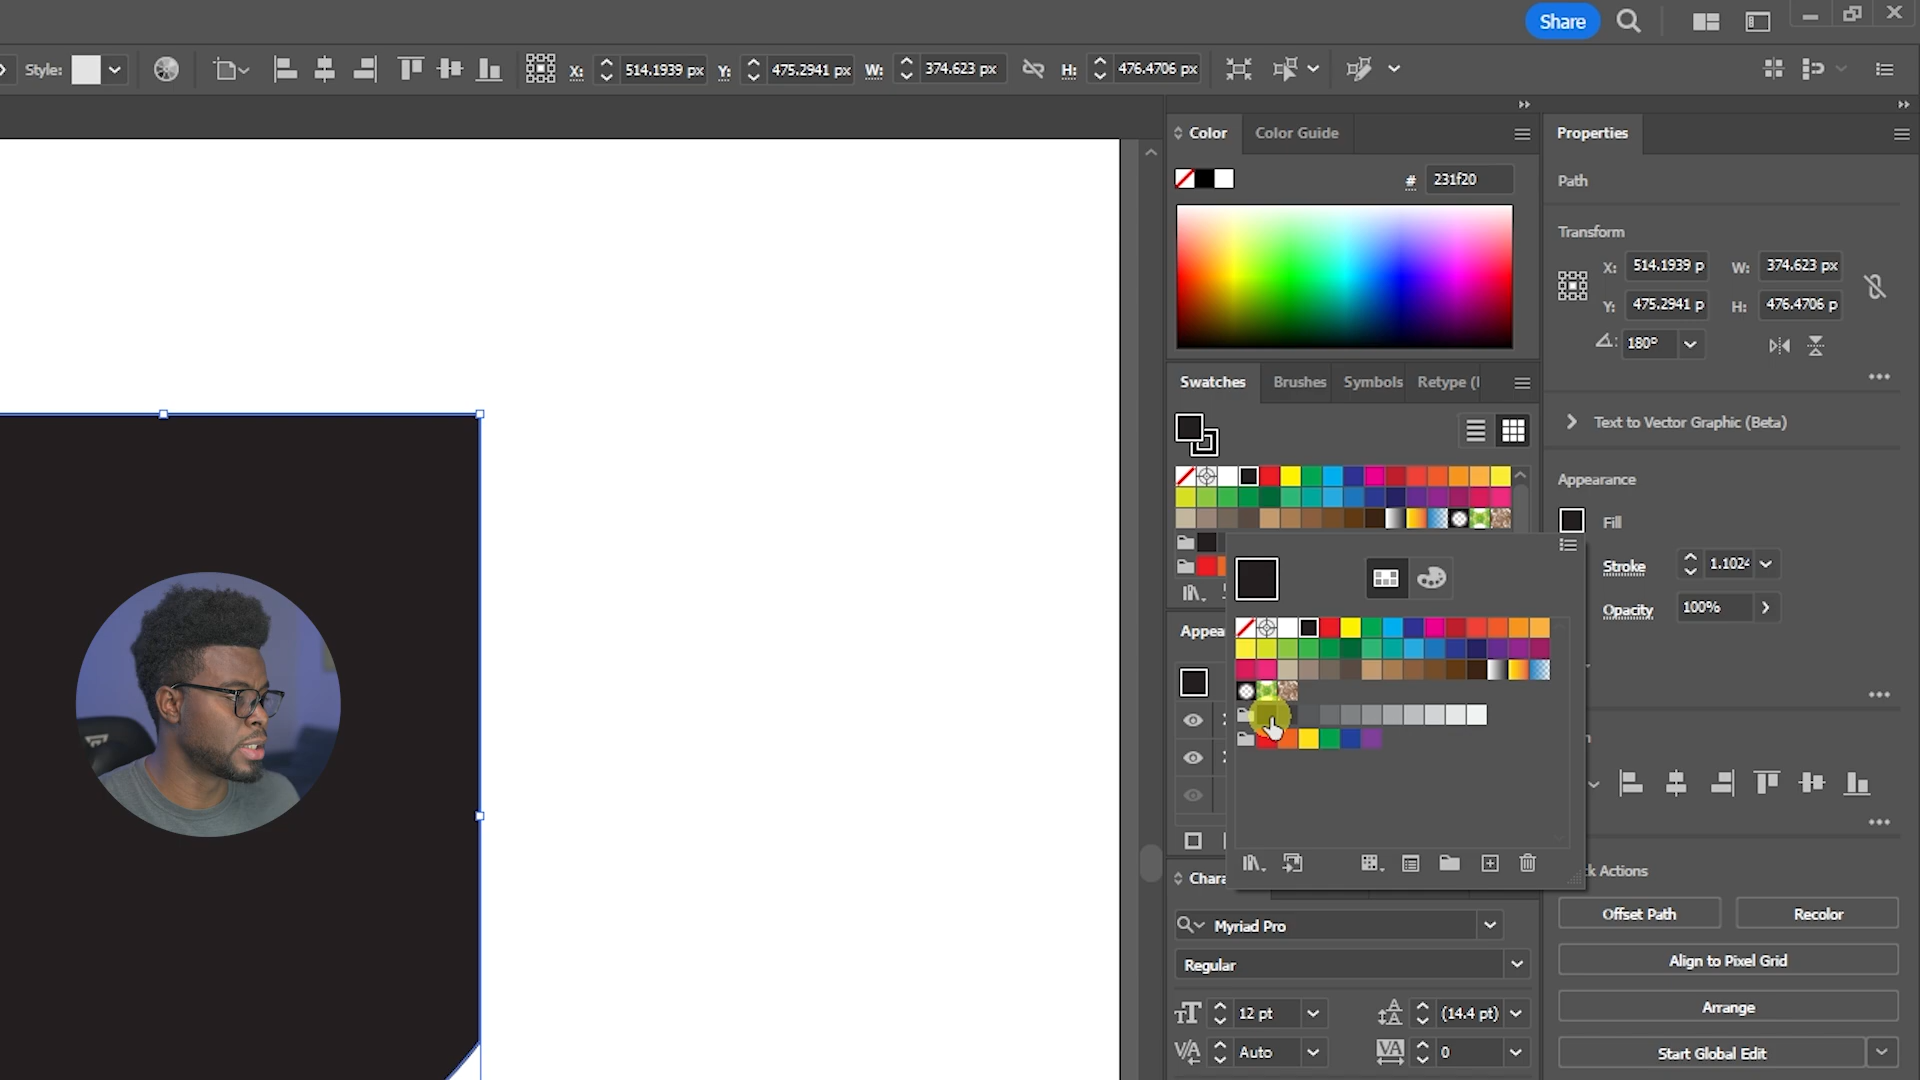 Share
Style: X: 514.1939 px Y: 475.2941 px W: 374.623 px H: 476.4706 px
Color Color Guide Properties
# 231f20
Path
Transform
X: 514.1939 p W: 374.623 px
Y: 475.2941 p H: 476.4706 p
180°
Swatches Brushes Symbols Retype (
Text to Vector Graphic (Beta)
Appearance
Fill
Stroke 1.1024
Opacity 100%
Appea
Chara
ck Actions
Myriad Pro
Offset Path Recolor
Regular
Align to Pixel Grid
Arrange
12 pt (14.4 pt)
Auto 0
Start Global Edit